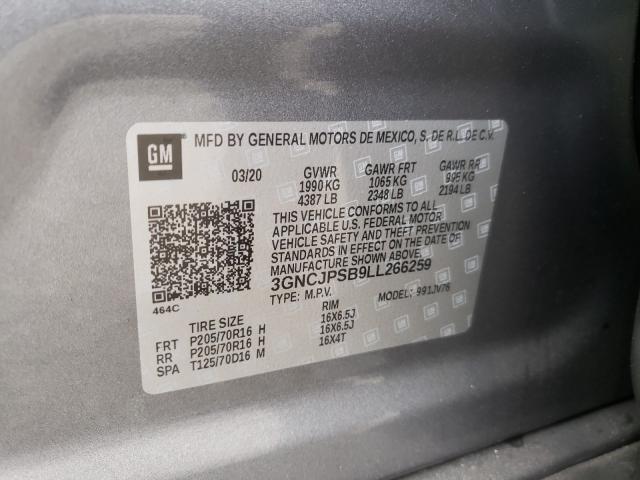 GM
MFD BY GENERAL MOTORS DE MEXICO, S. DE R.L. DE C.V.
03/20 GVWR GAWR FRT GAWR RR
1990 KG 1065 KG 995 KG
4387 LB 2348 LB 2194 LB
THIS VEHICLE CONFORMS TO ALL
APPLICABLE U.S. FEDERAL MOTOR
VEHICLE SAFETY AND THEFT PREVENTION
STANDARDS IN EFFECT ON THE DATE OF
MANUFACTURE SHOWN ABOVE.
3GNCJPSB9LL266259
TYPE: M.P.V. MODEL: 991JV76
464C
TIRE SIZE RIM
FRT P205/70R16 H 16X6.5J
RR P205/70R16 H 16X6.5J
SPA T125/70D16 M 16X4T